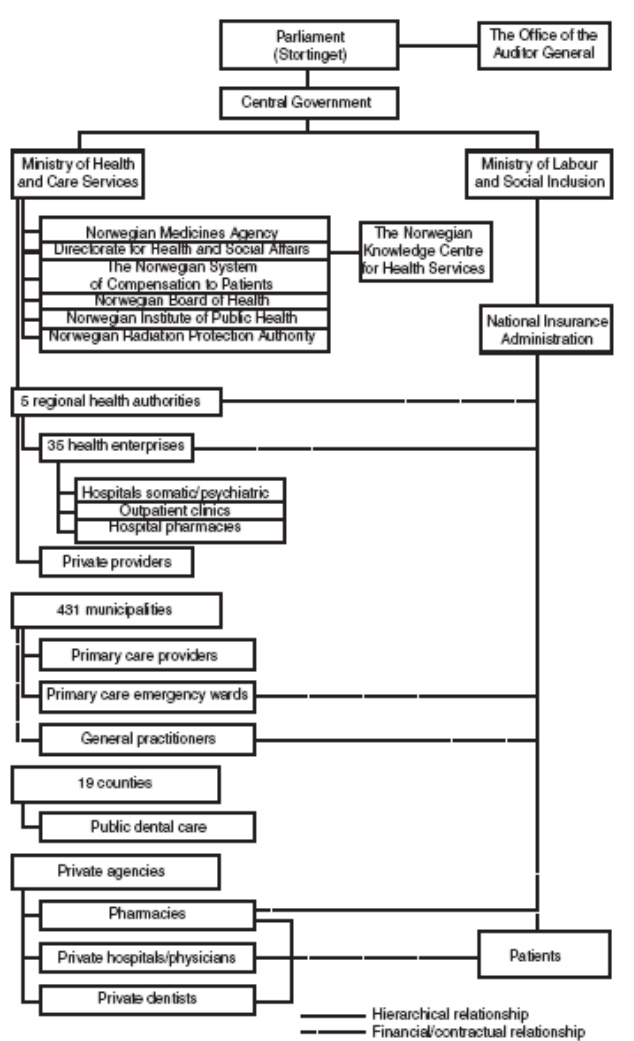 Parliament
(Stortinget)
The Office of the
Auditor General
Central Government
Ministry of Health
and Care Services
Ministry of Labour
and Social Inclusion
Norwegian Medicines Agency
Directorate for Health and Social Affairs
The Norwegian System
of Compensation to Patients
Norwegian Board of Health
Norwegian Institute of Public Health
Norwegian Radiation Protection Authority
The Norwegian
Knowledge Centre
for Health Services
National Insurance
Administration
5 regional health authorities
35 health enterprises
Hospitals somatic/psychiatric
Outpatient clinics
Hospital pharmacies
Private providers
431 municipalities
Primary care providers
Primary care emergency wards
General practitioners
19 counties
Public dental care
Private agencies
Pharmacies
Private hospitals/physicians
Private dentists
Patients
Hierarchical relationship
Financial/contractual relationship